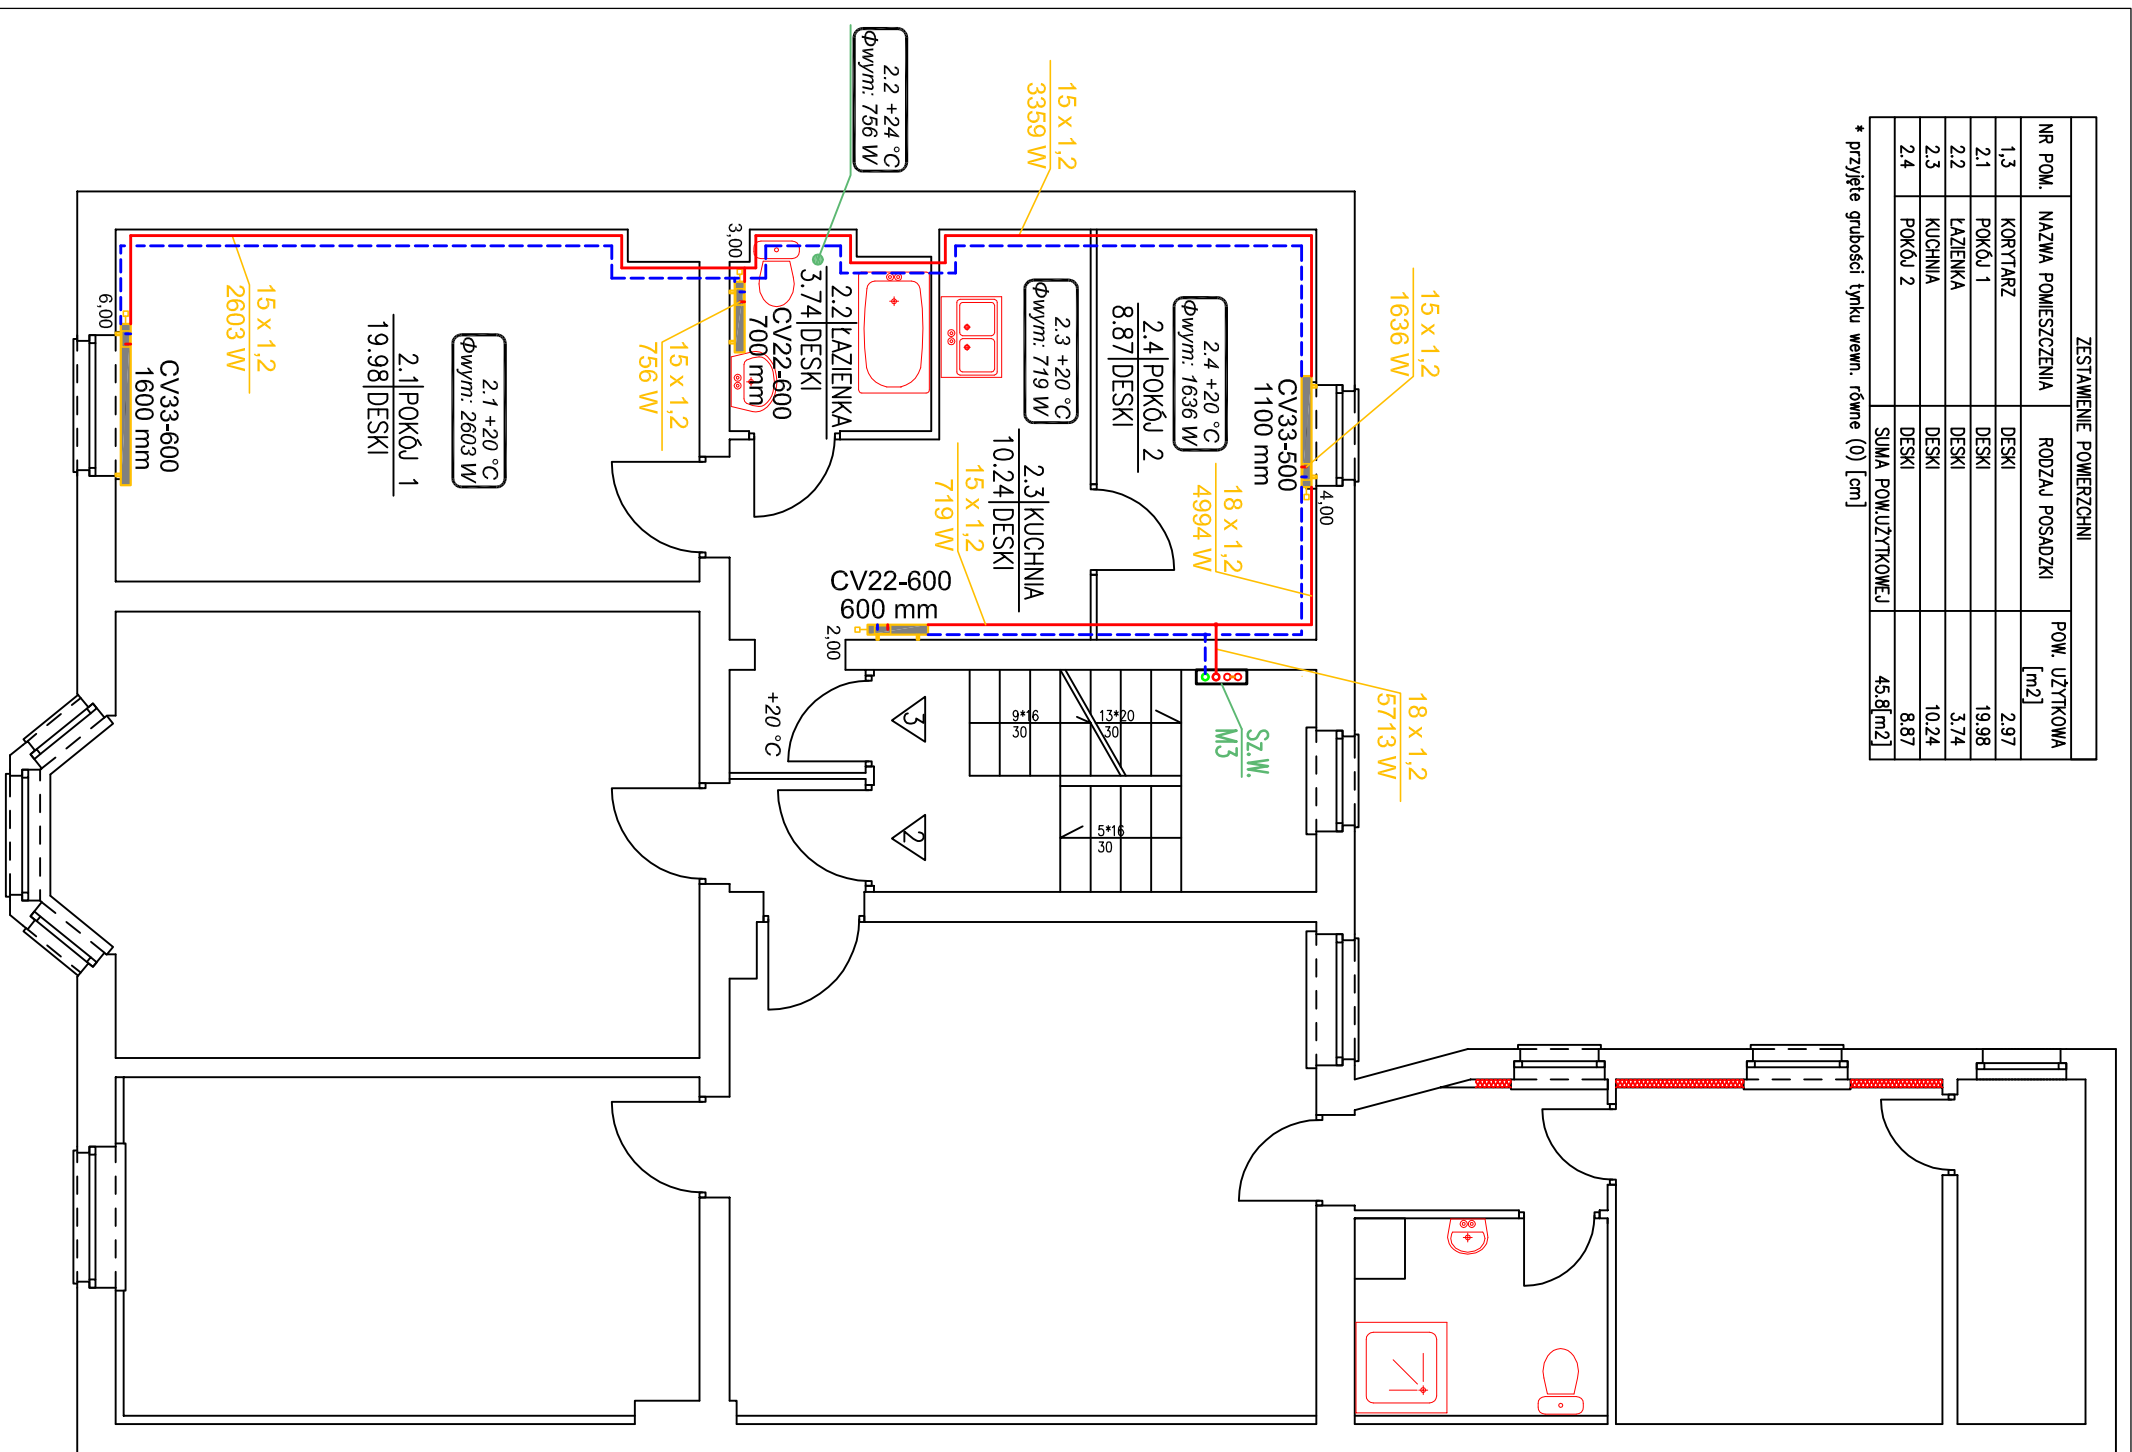 ZESTAWIENIE POWIERZCHNI
NR POM. NAZWA POMIESZCZENIA RODZAJ POSADZKI POW. UŻYTKOWA [m2]
1,3 KORYTARZ DESKI 2.97
2.1 POKÓJ 1 DESKI 19.98
2.2 ŁAZIENKA DESKI 3.74
2.3 KUCHNIA DESKI 10.24
2.4 POKÓJ 2 DESKI 8.87
SUMA POW.UŻYTKOWEJ 45.8[m2]
* przyjęte grubości tynku wewn. równe (0) [cm]
15 x 1,2
1636 W
18 x 1,2
5713 W
4,00
CV33-500
1100 mm
Sz.W.
M3
18 x 1,2
4994 W
2.4 +20 °C
Φwym: 1636 W
2.4 POKÓJ 2
8.87 DESKI
15 x 1,2
3359 W
2.3 +20 °C
Φwym: 719 W
2.3 KUCHNIA
10.24 DESKI
15 x 1,2
719 W
13*20
30
9*16
30
5*16
30
3
2
CV22-600
600 mm
2,00
2.2 +24 °C
Φwym: 756 W
2.2 ŁAZIENKA
3.74 DESKI
CV22-600
700 mm
3,00
+20 °C
15 x 1,2
756 W
2.1 +20 °C
Φwym: 2603 W
2.1 POKÓJ 1
19.98 DESKI
15 x 1,2
2603 W
CV33-600
1600 mm
6,00